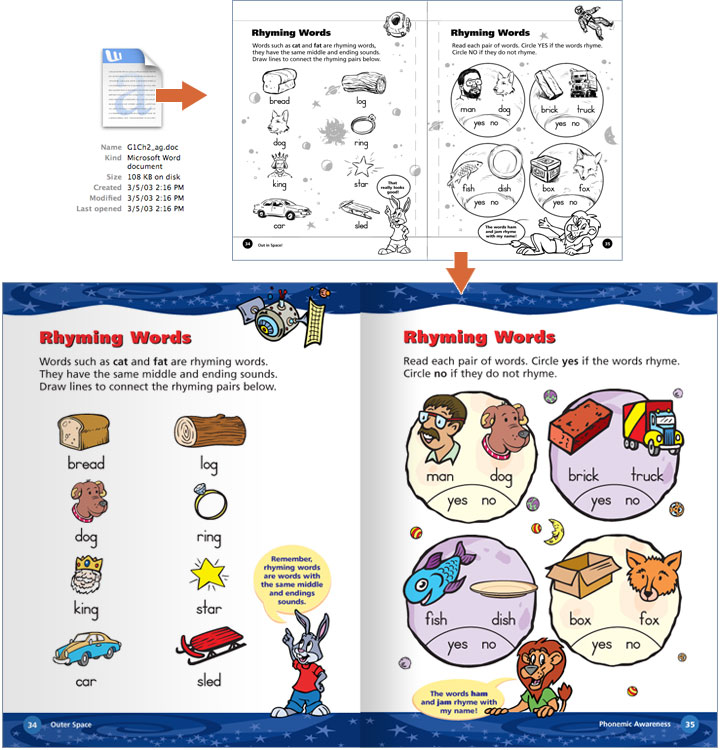 W
a
Name G1Ch2_ag.doc
Kind Microsoft Word
document
Size 108 KB on disk
Created 3/5/03 2:16 PM
Modified 3/5/03 2:16 PM
Last opened 3/5/03 2:16 PM
Rhyming Words
Words such as cat and fat are rhyming words,
they have the same middle and ending sounds.
Draw lines to connect the rhyming pairs below.
bread log
dog ring
king star
car sled
That
really looks
good!
34 Out in Space!
Rhyming Words
Read each pair of words. Circle YES if the words rhyme.
Circle NO if they do not rhyme.
man dog
yes no
brick truck
yes no
fish dish
yes no
box fox
yes no
The words ham
and jam rhyme
with my name!
35
Rhyming Words
Words such as cat and fat are rhyming words.
They have the same middle and ending sounds.
Draw lines to connect the rhyming pairs below.
bread log
dog ring
king star
car sled
Remember,
rhyming words
are words with
the same middle
and endings
sounds.
34 Outer Space
Rhyming Words
Read each pair of words. Circle yes if the words rhyme.
Circle no if they do not rhyme.
man dog
yes no
brick truck
yes no
fish dish
yes no
box fox
yes no
The words ham
and jam rhyme with
my name!
Phonemic Awareness 35